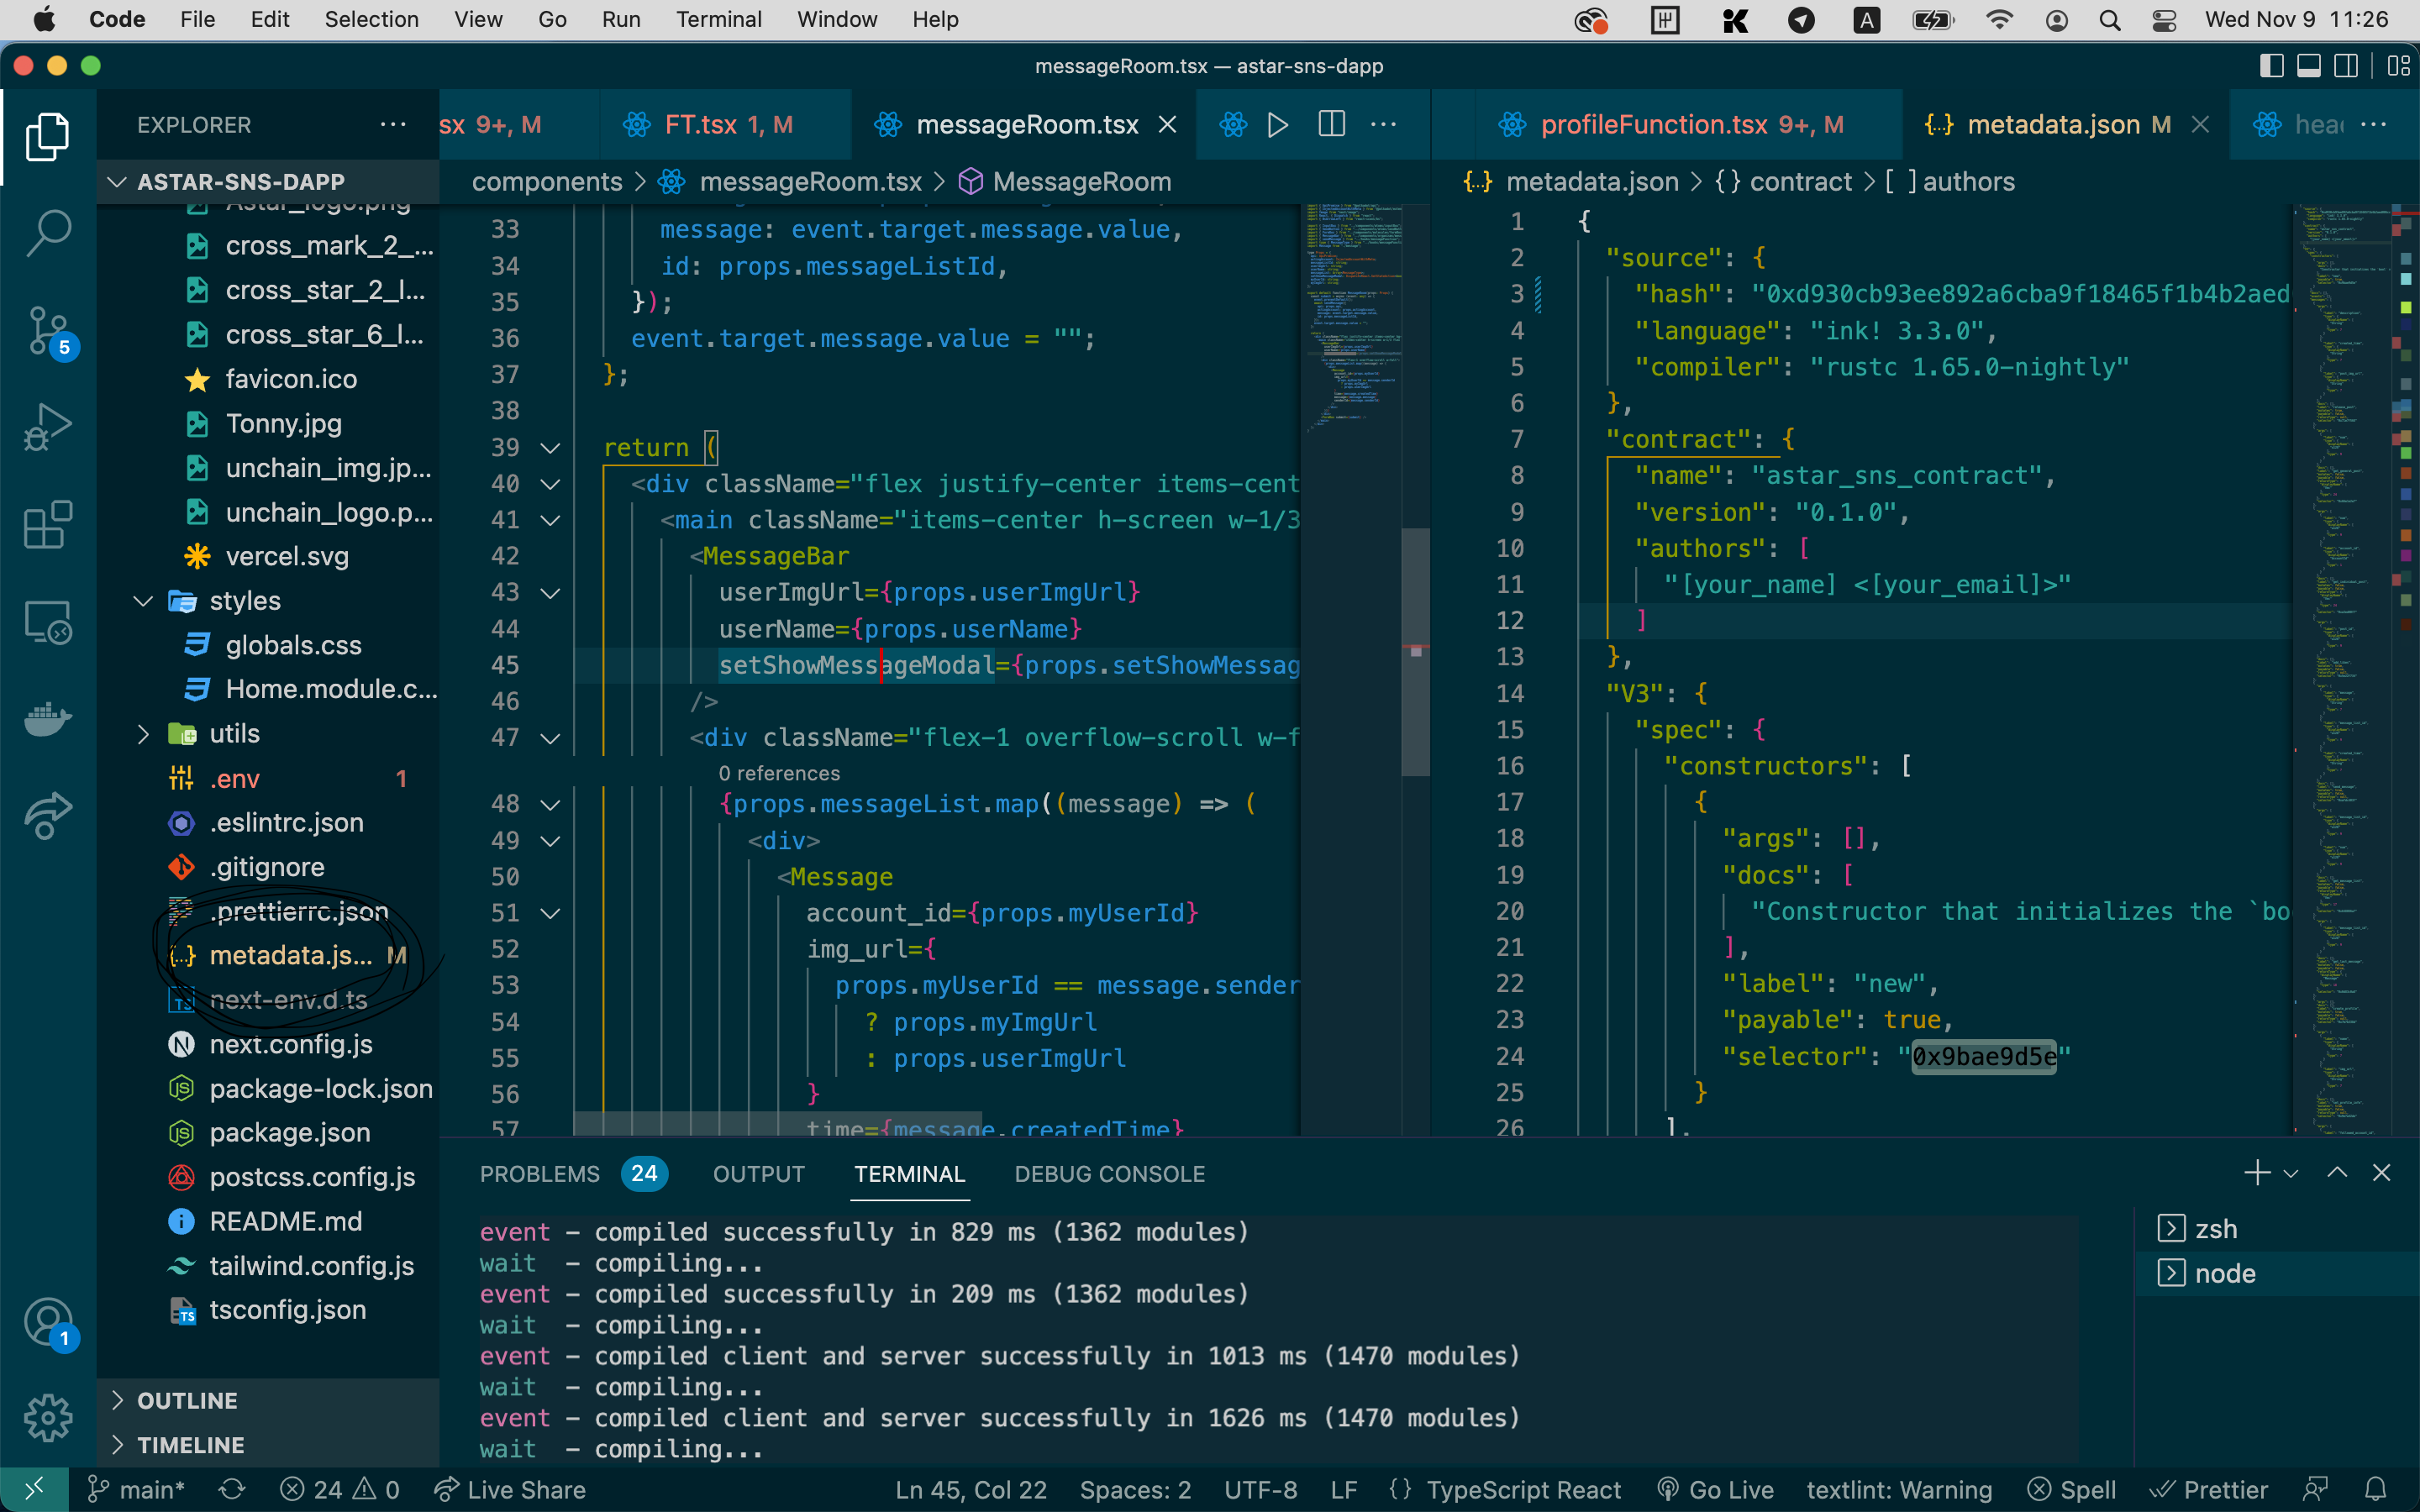 Code File Edit Selection View Go Run Terminal Window Help
A Wed Nov 9 11:26
messageRoom.tsx — astar-sns-dapp
EXPLORER
ASTAR-SNS-DAPP
Astar_logo.png
cross_mark_2_...
cross_star_2_l...
cross_star_6_l...
favicon.ico
Tonny.jpg
unchain_img.jp...
unchain_logo.p...
vercel.svg
styles
globals.css
Home.module.c...
utils
.env 1
.eslintrc.json
.gitignore
.prettierrc.json
metadata.js... M
next-env.d.ts
next.config.js
package-lock.json
package.json
postcss.config.js
README.md
tailwind.config.js
tsconfig.json
OUTLINE
TIMELINE
5
1
sx 9+, M FT.tsx 1, M messageRoom.tsx
components > messageRoom.tsx > MessageRoom
33 message: event.target.message.value,
34 id: props.messageListId,
35 });
36 event.target.message.value = "";
37 };
38
39 return (
40 <div className="flex justify-center items-cent
41 <main className="items-center h-screen w-1/3
42 <MessageBar
43 userImgUrl={props.userImgUrl}
44 userName={props.userName}
45 setShowMessageModal={props.setShowMessag
46 />
47 <div className="flex-1 overflow-scroll w-f
0 references
48 {props.messageList.map((message) => (
49 <div>
50 <Message
51 account_id={props.myUserId}
52 img_url={
53 props.myUserId == message.sender
54 ? props.myImgUrl
55 : props.userImgUrl
56 }
57 time={message.createdTime}
profileFunction.tsx 9+, M {..} metadata.json M head
{..} metadata.json > {} contract > [ ] authors
1 {
2 "source": {
3 "hash": "0xd930cb93ee892a6cba9f18465f1b4b2aed
4 "language": "ink! 3.3.0",
5 "compiler": "rustc 1.65.0-nightly"
6 },
7 "contract": {
8 "name": "astar_sns_contract",
9 "version": "0.1.0",
10 "authors": [
11 "[your_name] <[your_email]>"
12 ]
13 },
14 "V3": {
15 "spec": {
16 "constructors": [
17 {
18 "args": [],
19 "docs": [
20 "Constructor that initializes the `bo
21 ],
22 "label": "new",
23 "payable": true,
24 "selector": "0x9bae9d5e"
25 }
26 ],
PROBLEMS 24 OUTPUT TERMINAL DEBUG CONSOLE
event – compiled successfully in 829 ms (1362 modules)
wait – compiling...
event – compiled successfully in 209 ms (1362 modules)
wait – compiling...
event – compiled client and server successfully in 1013 ms (1470 modules)
wait – compiling...
event – compiled client and server successfully in 1626 ms (1470 modules)
wait – compiling...
zsh
node
main* 24 0 Live Share Ln 45, Col 22 Spaces: 2 UTF-8 LF {} TypeScript React Go Live textlint: Warning Spell Prettier